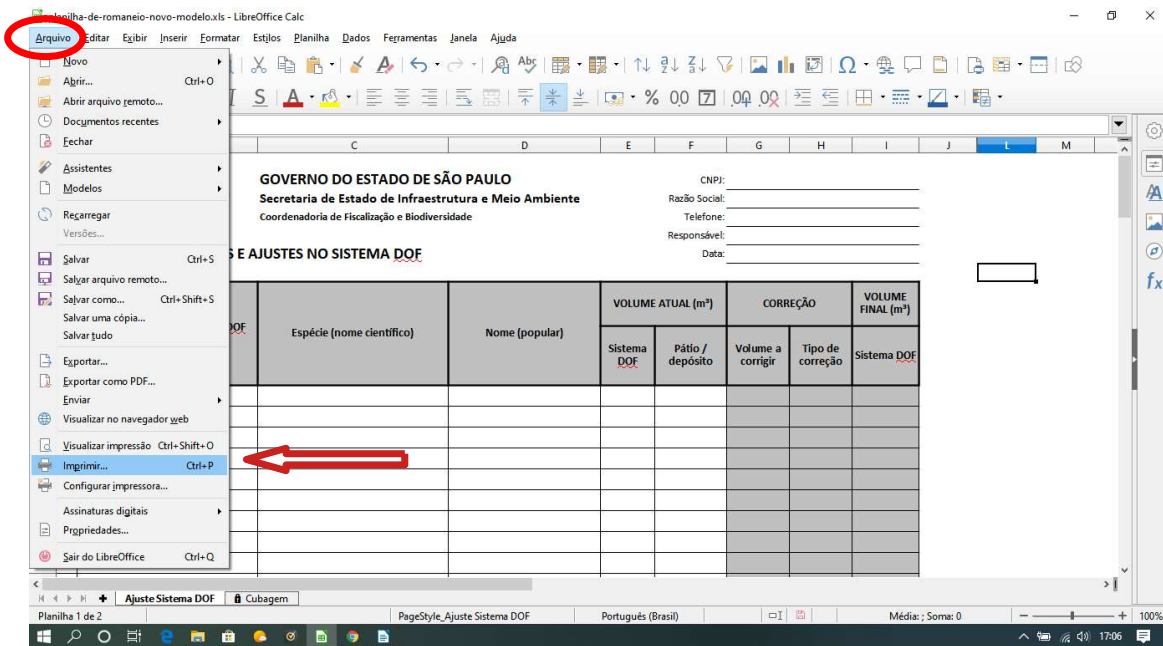 planilha-de-romaneio-novo-modelo.xls - LibreOffice Calc
Arquivo Editar Exibir Inserir Formatar Estilos Planilha Dados Ferramentas Janela Ajuda
Novo
Abrir... Ctrl+O
Abrir arquivo remoto...
Documentos recentes
Fechar
Assistentes
Modelos
Recarregar
Versões...
Salvar Ctrl+S
Salvar arquivo remoto...
Salvar como... Ctrl+Shift+S
Salvar uma cópia...
Salvar tudo
Exportar...
Exportar como PDF...
Enviar
Visualizar no navegador web
Visualizar impressão Ctrl+Shift+O
Imprimir... Ctrl+P
Configurar impressora...
Assinaturas digitais
Propriedades...
Sair do LibreOffice Ctrl+Q
C D E F G H I J L M
GOVERNO DO ESTADO DE SÃO PAULO
Secretaria de Estado de Infraestrutura e Meio Ambiente
Coordenadoria de Fiscalização e Biodiversidade
CNPJ:
Razão Social:
Telefone:
Responsável:
Data:
S E AJUSTES NO SISTEMA DOF
DOF
Espécie (nome científico)
Nome (popular)
VOLUME ATUAL (m³)
CORREÇÃO
VOLUME FINAL (m³)
Sistema DOF
Pátio / depósito
Volume a corrigir
Tipo de correção
Sistema DOF
Ajuste Sistema DOF Cubagem
Planilha 1 de 2 PageStyle_Ajuste Sistema DOF Português (Brasil) Média: ; Soma: 0 100%
17:06